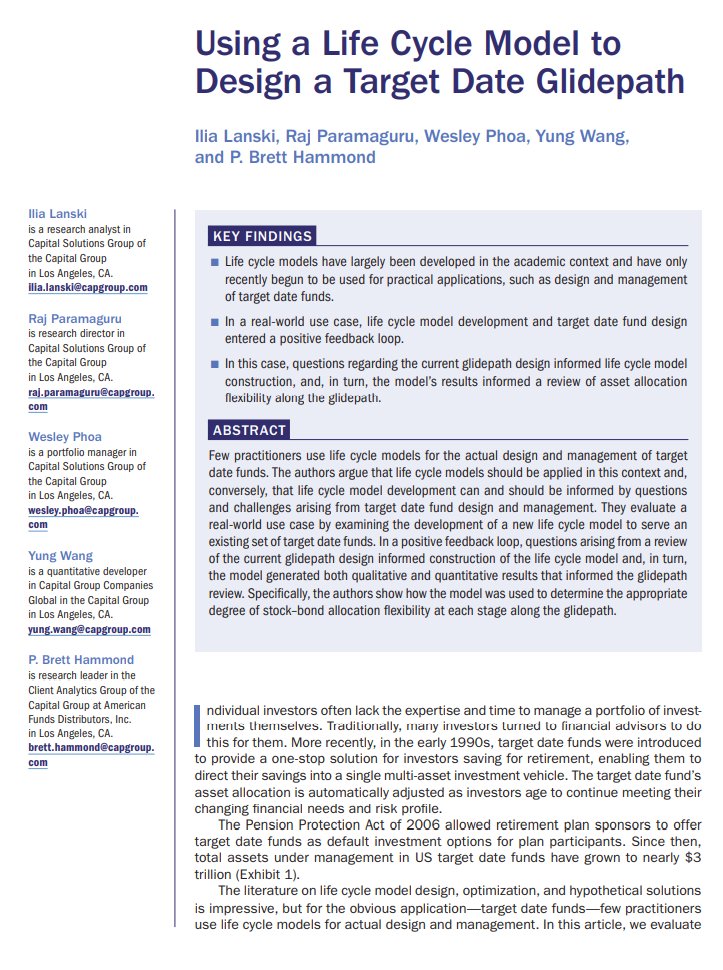 Using a Life Cycle Model to
Design a Target Date Glidepath
Ilia Lanski, Raj Paramaguru, Wesley Phoa, Yung Wang,
and P. Brett Hammond
Ilia Lanski
is a research analyst in
Capital Solutions Group of
the Capital Group
in Los Angeles, CA.
ilia.lanski@capgroup.com
Raj Paramaguru
is research director in
Capital Solutions Group of
the Capital Group
in Los Angeles, CA.
raj.paramaguru@capgroup.
com
Wesley Phoa
is a portfolio manager in
Capital Solutions Group of
the Capital Group
in Los Angeles, CA.
wesley.phoa@capgroup.
com
Yung Wang
is a quantitative developer
in Capital Group Companies
Global in the Capital Group
in Los Angeles, CA.
yung.wang@capgroup.com
P. Brett Hammond
is research leader in the
Client Analytics Group of the
Capital Group at American
Funds Distributors, Inc.
in Los Angeles, CA.
brett.hammond@capgroup.
com
KEY FINDINGS
■ Life cycle models have largely been developed in the academic context and have only
recently begun to be used for practical applications, such as design and management
of target date funds.
■ In a real-world use case, life cycle model development and target date fund design
entered a positive feedback loop.
■ In this case, questions regarding the current glidepath design informed life cycle model
construction, and, in turn, the model's results informed a review of asset allocation
flexibility along the glidepath.
ABSTRACT
Few practitioners use life cycle models for the actual design and management of target
date funds. The authors argue that life cycle models should be applied in this context and,
conversely, that life cycle model development can and should be informed by questions
and challenges arising from target date fund design and management. They evaluate a
real-world use case by examining the development of a new life cycle model to serve an
existing set of target date funds. In a positive feedback loop, questions arising from a review
of the current glidepath design informed construction of the life cycle model and, in turn,
the model generated both qualitative and quantitative results that informed the glidepath
review. Specifically, the authors show how the model was used to determine the appropriate
degree of stock–bond allocation flexibility at each stage along the glidepath.
Individual investors often lack the expertise and time to manage a portfolio of invest-
ments themselves. Traditionally, many investors turned to financial advisors to do
this for them. More recently, in the early 1990s, target date funds were introduced
to provide a one-stop solution for investors saving for retirement, enabling them to
direct their savings into a single multi-asset investment vehicle. The target date fund's
asset allocation is automatically adjusted as investors age to continue meeting their
changing financial needs and risk profile.
The Pension Protection Act of 2006 allowed retirement plan sponsors to offer
target date funds as default investment options for plan participants. Since then,
total assets under management in US target date funds have grown to nearly $3
trillion (Exhibit 1).
The literature on life cycle model design, optimization, and hypothetical solutions
is impressive, but for the obvious application—target date funds—few practitioners
use life cycle models for actual design and management. In this article, we evaluate